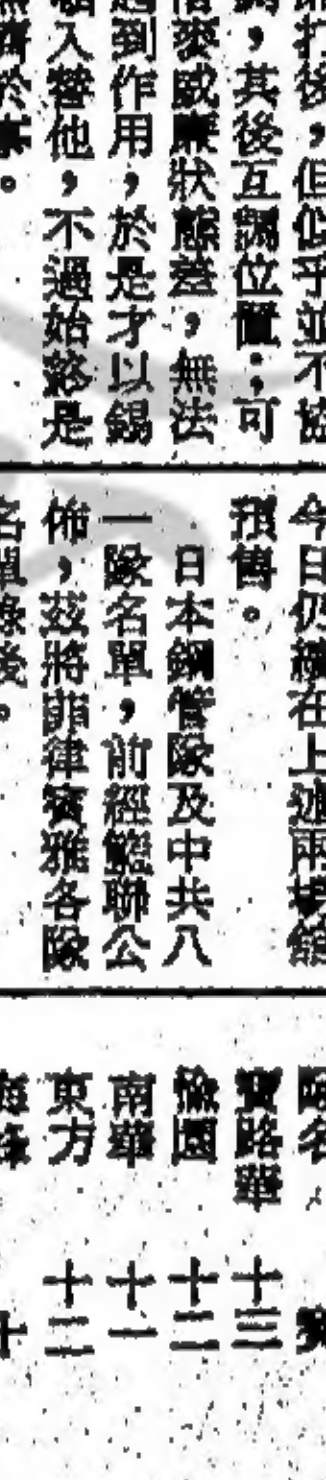 打後，但似乎並不協
，其後互調位置；可
惜麥威廉狀態差，無法
起到作用，於是才以錫
入替他，不過始終是
無濟於事。
今日仍續在上述兩場館
預售。
日本鋼管隊及中共八
一隊名單，前經籃聯公
佈，茲將菲律賓雅各隊
名單錄後。
隊名
寶路華 十三
愉園 十二
南華 十一
東方 十二